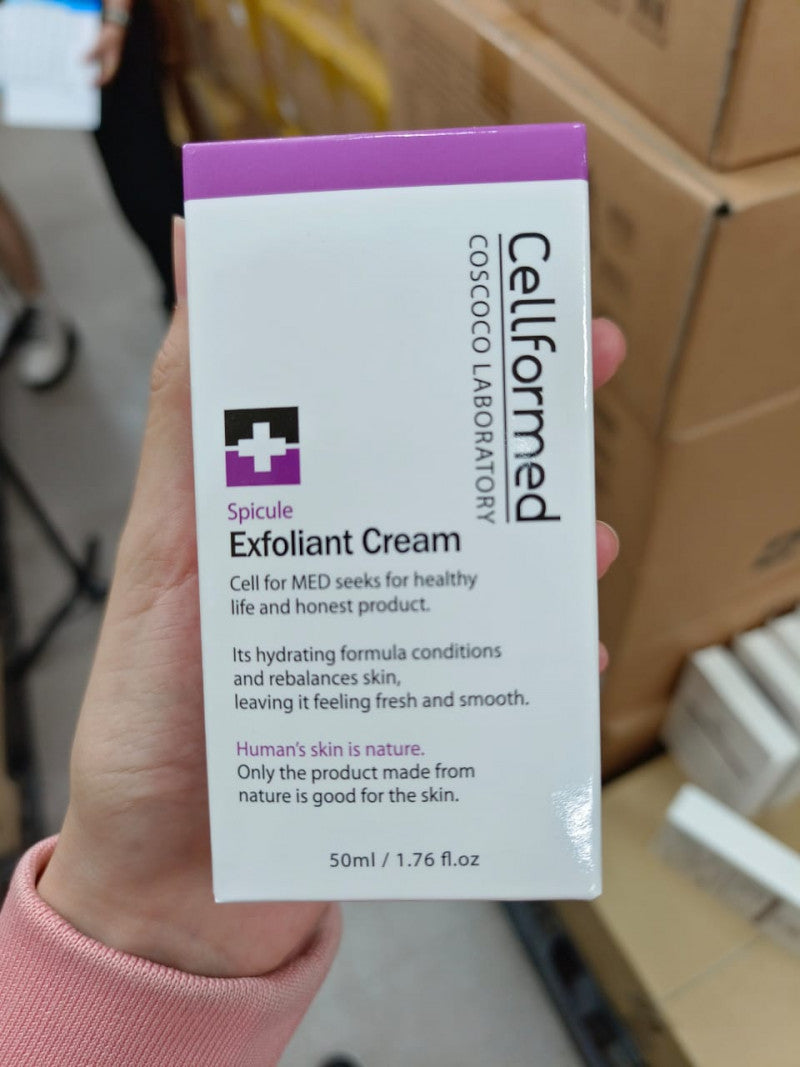 Cellformed
COSCOCO LABORATORY
Spicule
Exfoliant Cream
Cell for MED seeks for healthy
life and honest product.
Its hydrating formula conditions
and rebalances skin,
leaving it feeling fresh and smooth.
Human's skin is nature.
Only the product made from
nature is good for the skin.
50ml / 1.76 fl.oz